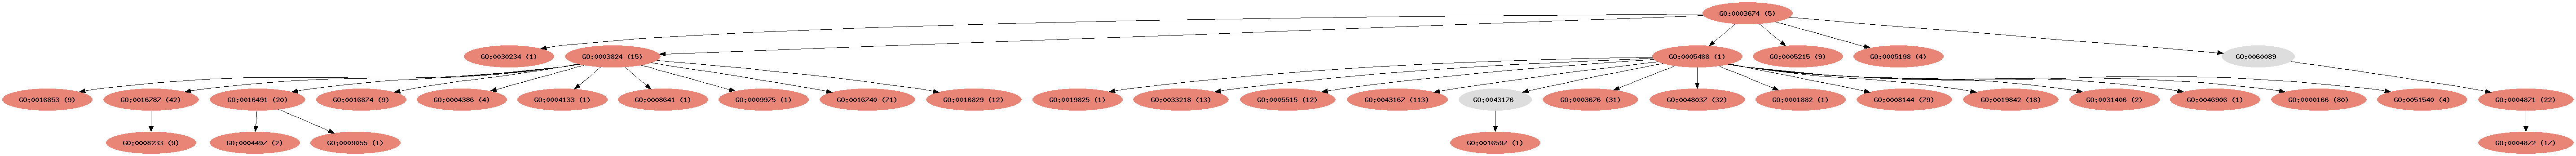 GO:0003674 (5)
GO:0030234 (1)
GO:0003824 (15)
GO:0005488 (1)
GO:0005215 (9)
GO:0005198 (4)
GO:0060089
GO:0016853 (9)
GO:0016787 (42)
GO:0016491 (20)
GO:0016874 (9)
GO:0004386 (4)
GO:0004133 (1)
GO:0008641 (1)
GO:0009975 (1)
GO:0016740 (71)
GO:0016829 (12)
GO:0019825 (1)
GO:0033218 (13)
GO:0005515 (12)
GO:0043167 (113)
GO:0043176
GO:0003676 (31)
GO:0048037 (32)
GO:0001882 (1)
GO:0008144 (79)
GO:0019842 (18)
GO:0031406 (2)
GO:0046906 (1)
GO:0000166 (80)
GO:0051540 (4)
GO:0004871 (22)
GO:0008233 (9)
GO:0004497 (2)
GO:0009055 (1)
GO:0016597 (1)
GO:0004872 (17)